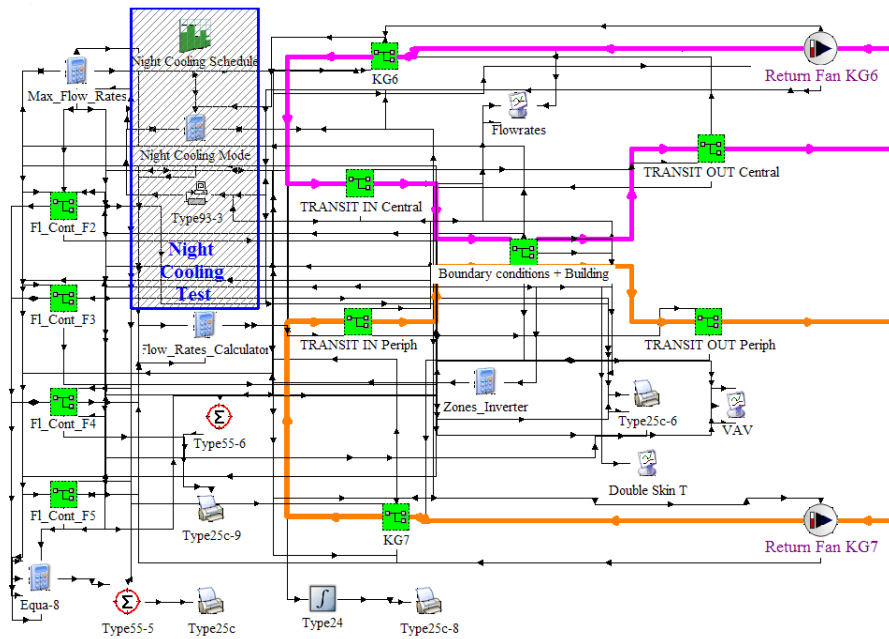 Night Cooling Schedule
KG6
Return Fan KG6
Max_Flow_Rates
Flowrates
Night Cooling Mode
TRANSIT OUT Central
TRANSIT IN Central
Type93-3
Fl_Cont_F2
Night
Cooling
Test
Boundary conditions + Building
Fl_Cont_F3
Flow_Rates_Calculator
TRANSIT IN Periph
TRANSIT OUT Periph
Zones_Inverter
Fl_Cont_F4
Type25c-6
VAV
Type55-6
Double Skin T
Fl_Cont_F5
Type25c-9
KG7
Return Fan KG7
Equa-8
Type55-5
Type25c
Type24
Type25c-8